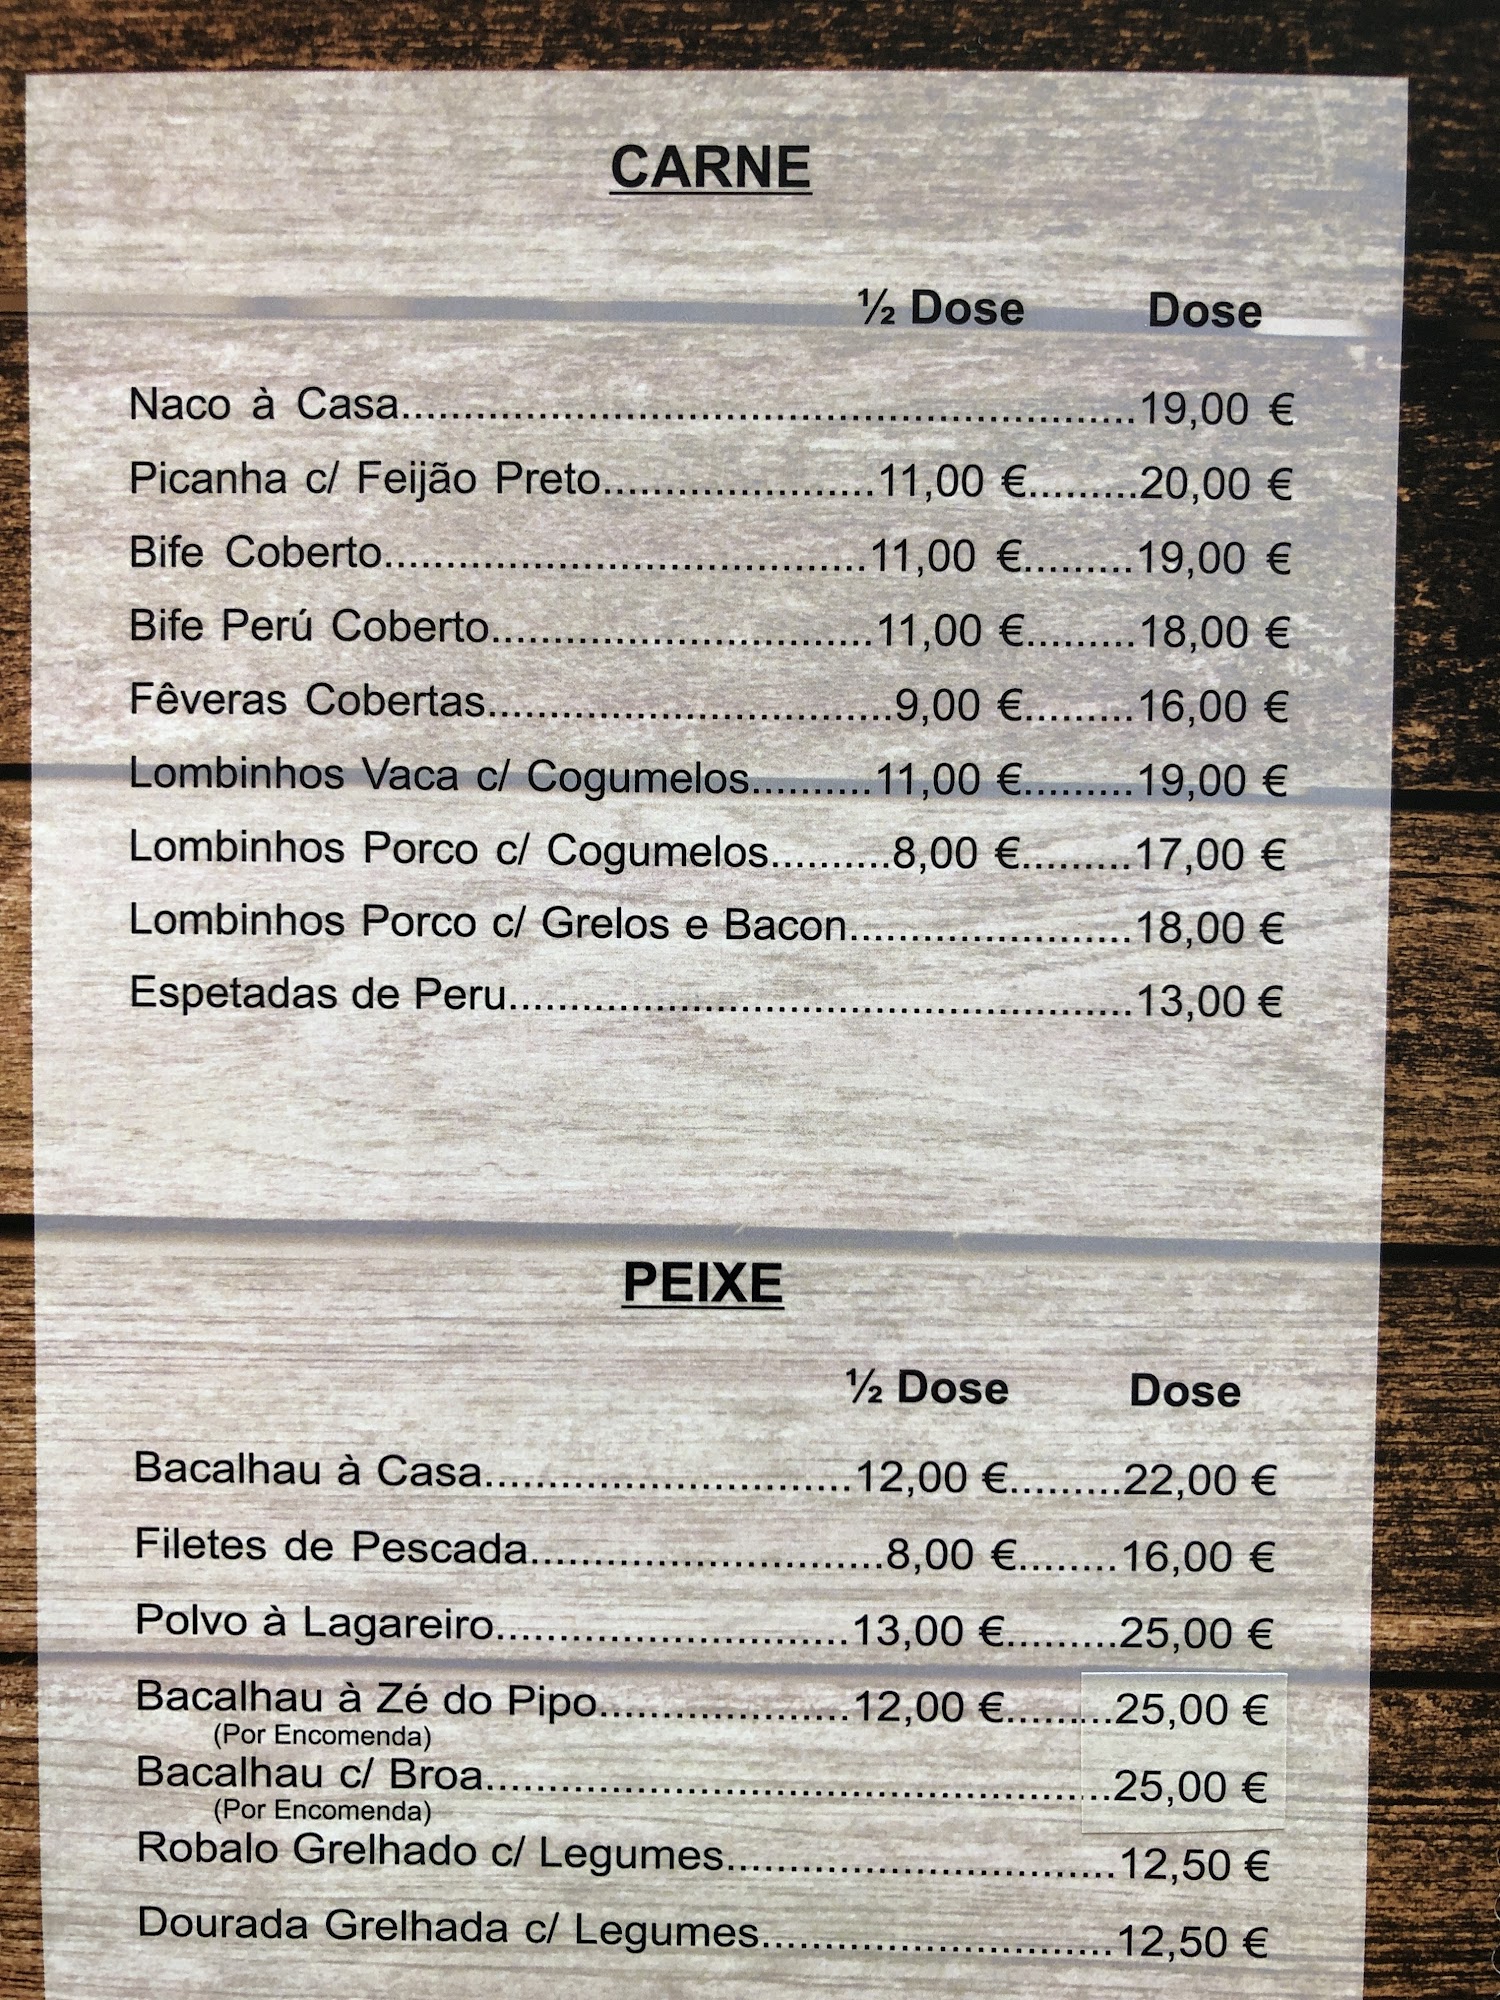 CARNE
½ Dose Dose
Naco à Casa............................................................19,00 €
Picanha c/ Feijão Preto......................11,00 €.........20,00 €
Bife Coberto.......................................11,00 €.........19,00 €
Bife Perú Coberto...............................11,00 €.........18,00 €
Fêveras Cobertas.................................9,00 €.........16,00 €
Lombinhos Vaca c/ Cogumelos..........11,00 €.........19,00 €
Lombinhos Porco c/ Cogumelos..........8,00 €.........17,00 €
Lombinhos Porco c/ Grelos e Bacon.......................18,00 €
Espetadas de Peru...................................................13,00 €
PEIXE
½ Dose Dose
Bacalhau à Casa..............................12,00 €.........22,00 €
Filetes de Pescada.............................8,00 €........16,00 €
Polvo à Lagareiro.............................13,00 €.........25,00 €
Bacalhau à Zé do Pipo....................12,00 €.........25,00 €
(Por Encomenda)
Bacalhau c/ Broa...................................................25,00 €
(Por Encomenda)
Robalo Grelhado c/ Legumes................................12,50 €
Dourada Grelhada c/ Legumes.............................12,50 €